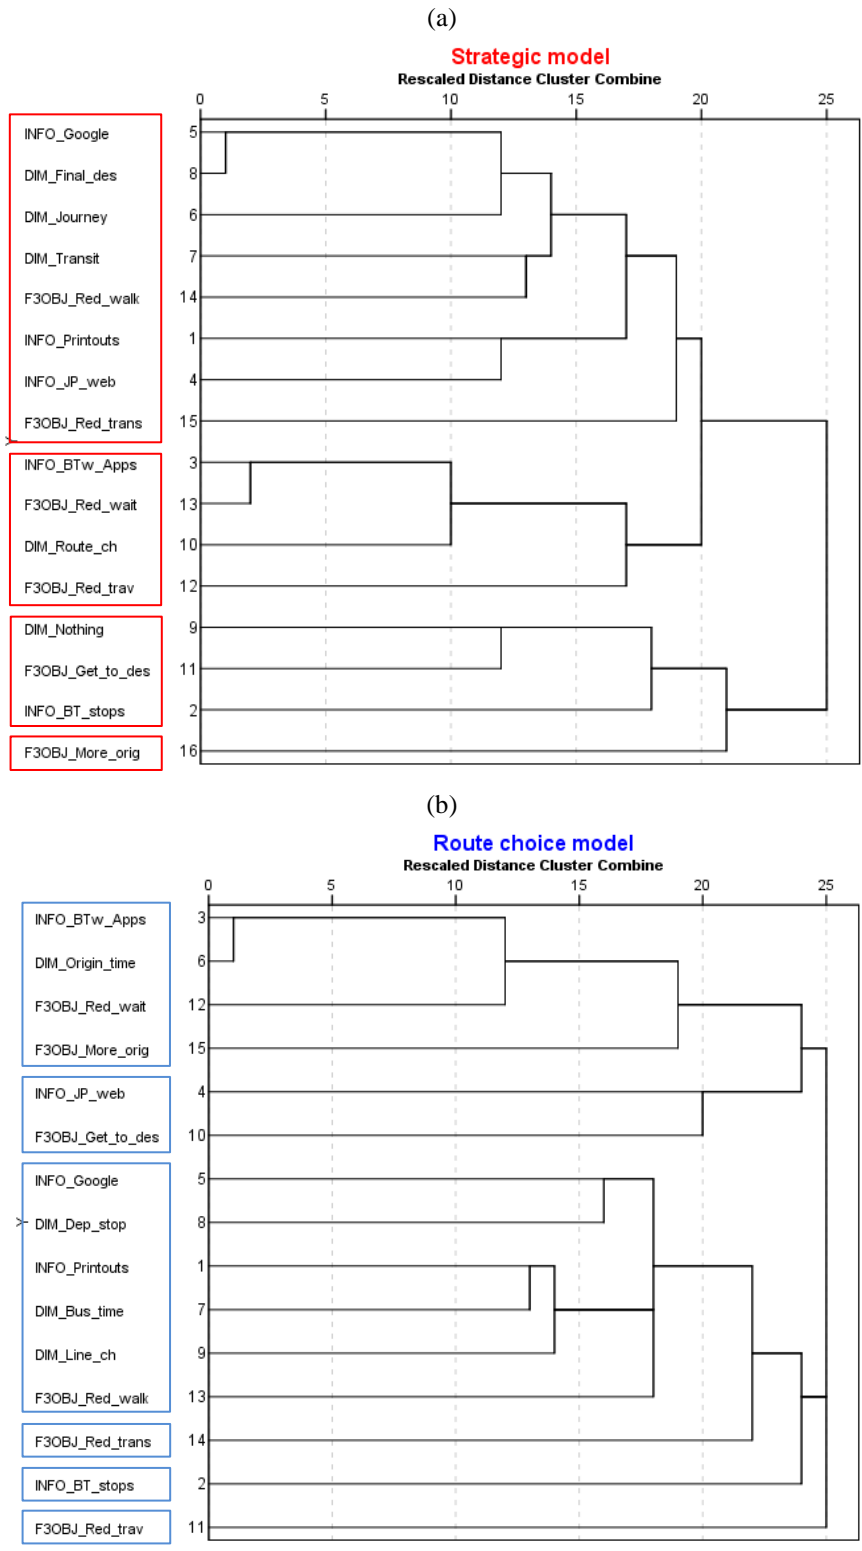 (a)
Strategic model
Rescaled Distance Cluster Combine
0 5 10 15 20 25
INFO_Google 5
DIM_Final_des 8
DIM_Journey 6
DIM_Transit 7
F3OBJ_Red_walk 14
INFO_Printouts 1
INFO_JP_web 4
F3OBJ_Red_trans 15
Y
INFO_BTw_Apps 3
F3OBJ_Red_wait 13
DIM_Route_ch 10
F3OBJ_Red_trav 12
DIM_Nothing 9
F3OBJ_Get_to_des 11
INFO_BT_stops 2
F3OBJ_More_orig 16
(b)
Route choice model
Rescaled Distance Cluster Combine
0 5 10 15 20 25
INFO_BTw_Apps 3
DIM_Origin_time 6
F3OBJ_Red_wait 12
F3OBJ_More_orig 15
INFO_JP_web 4
F3OBJ_Get_to_des 10
INFO_Google 5
Y DIM_Dep_stop 8
INFO_Printouts 1
DIM_Bus_time 7
DIM_Line_ch 9
F3OBJ_Red_walk 13
F3OBJ_Red_trans 14
INFO_BT_stops 2
F3OBJ_Red_trav 11